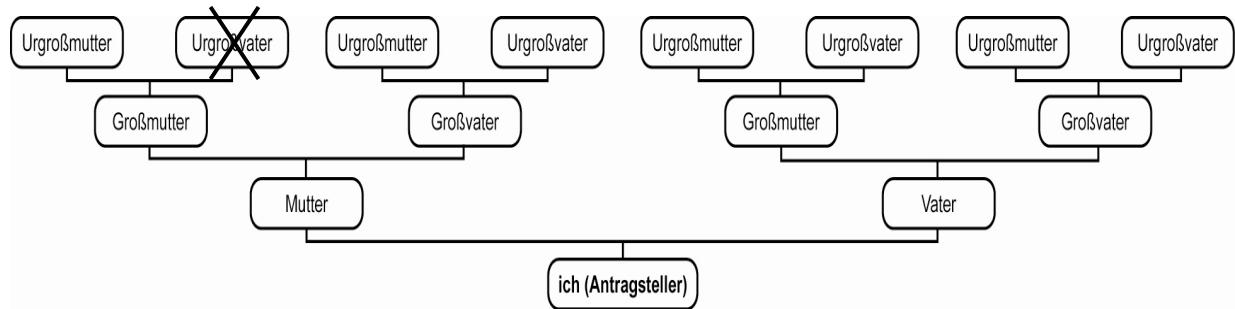 Urgroßmutter Urgroßvater Urgroßmutter Urgroßvater Urgroßmutter Urgroßvater Urgroßmutter Urgroßvater
Großmutter Großvater Großmutter Großvater
Mutter Vater
ich (Antragsteller)